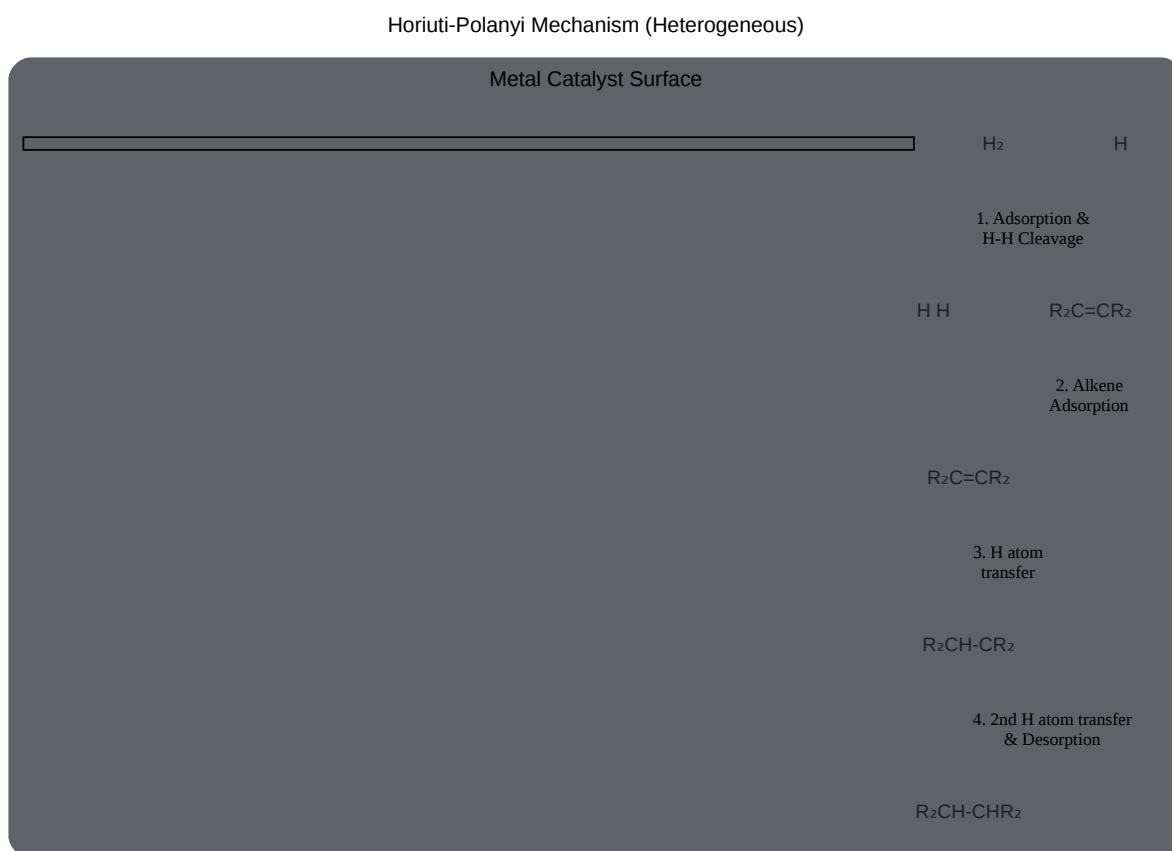 Horiuti-Polanyi Mechanism (Heterogeneous)
Metal Catalyst Surface
H₂ H
1. Adsorption &
H-H Cleavage
H H R₂C=CR₂
2. Alkene
Adsorption
R₂C=CR₂
3. H atom
transfer
R₂CH-CR₂
4. 2nd H atom transfer
& Desorption
R₂CH-CHR₂